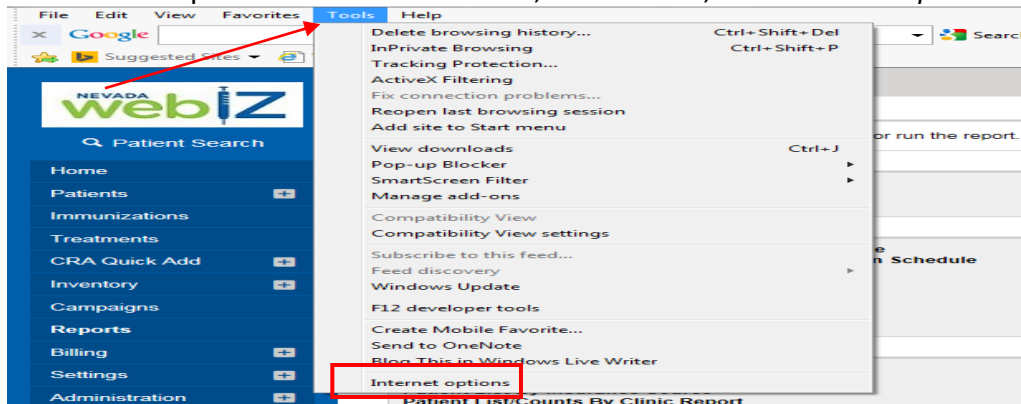 File Edit View Favorites Tools Help
Google
Search
Suggested Sites
NEVADA
webIZ
Patient Search
Home
Patients
Immunizations
Treatments
CRA Quick Add
Inventory
Campaigns
Reports
Billing
Settings
Administration
Delete browsing history... Ctrl+Shift+Del
InPrivate Browsing Ctrl+Shift+P
Tracking Protection...
ActiveX Filtering
Fix connection problems...
Reopen last browsing session
Add site to Start menu
View downloads Ctrl+J
Pop-up Blocker
SmartScreen Filter
Manage add-ons
Compatibility View
Compatibility View settings
Subscribe to this feed...
Feed discovery
Windows Update
F12 developer tools
Create Mobile Favorite...
Send to OneNote
Blog This in Windows Live Writer
Internet options
or run the report.
Schedule
Patient List/Counts By Clinic Report